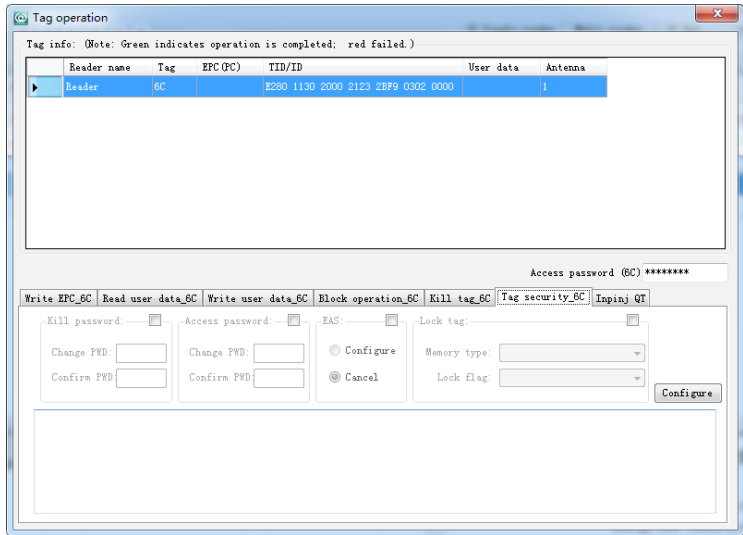 Tag operation
Tag info: (Note: Green indicates operation is completed; red failed.)
Reader name Tag EPC(PC) TID/ID User data Antenna
Reader 6C E280 1130 2000 2123 2BF9 0302 0000 1
Access password (6C) ********
Write EPC_6C Read user data_6C Write user data_6C Block operation_6C Kill tag_6C Tag security_6C Inpinj QT
Kill password: Access password: EAS: Lock tag:
Change PWD: Change PWD: Configure Memory type:
Confirm PWD: Confirm PWD: Cancel Lock flag:
Configure